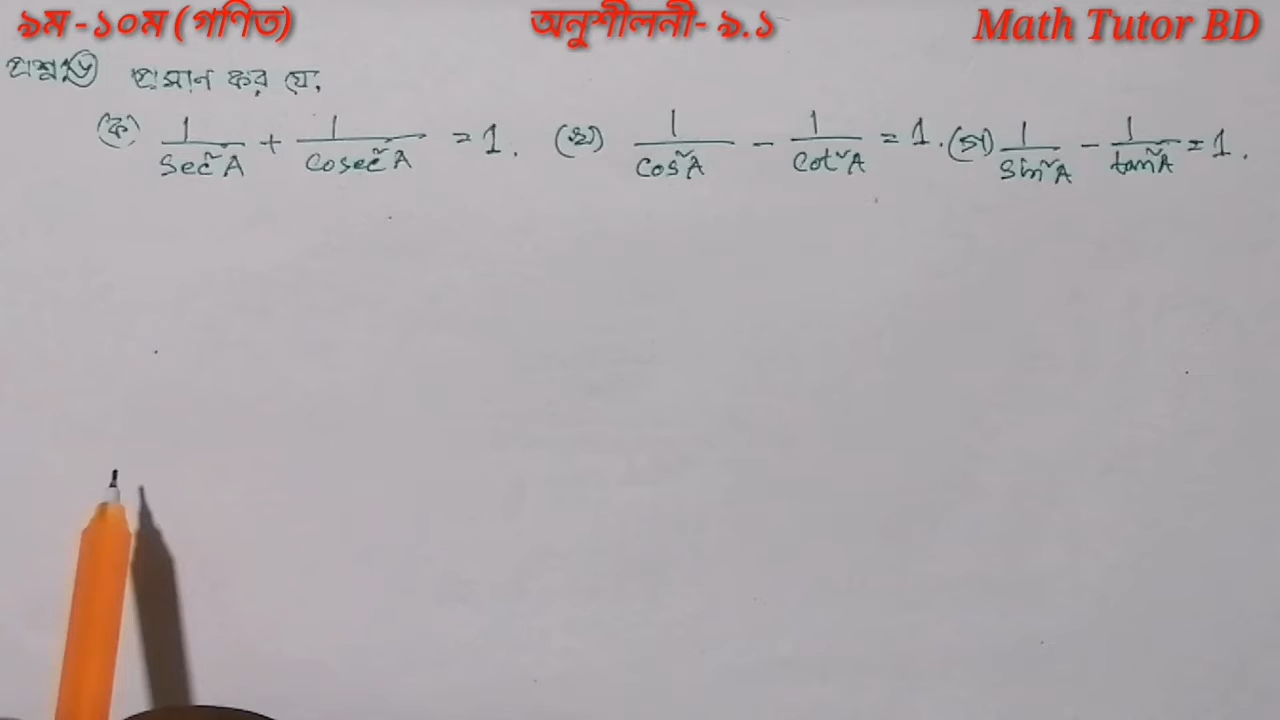 ৯ম -১০ম (গণিত) অনুশীলনী- ৯.১ Math Tutor BD
প্রশ্ন ৬ প্রমান কর যে,
(ক) 1/Sec²A + 1/Cosec²A = 1. (খ) 1/Cos²A - 1/Cot²A = 1. (গ) 1/Sin²A - 1/tan²A = 1.